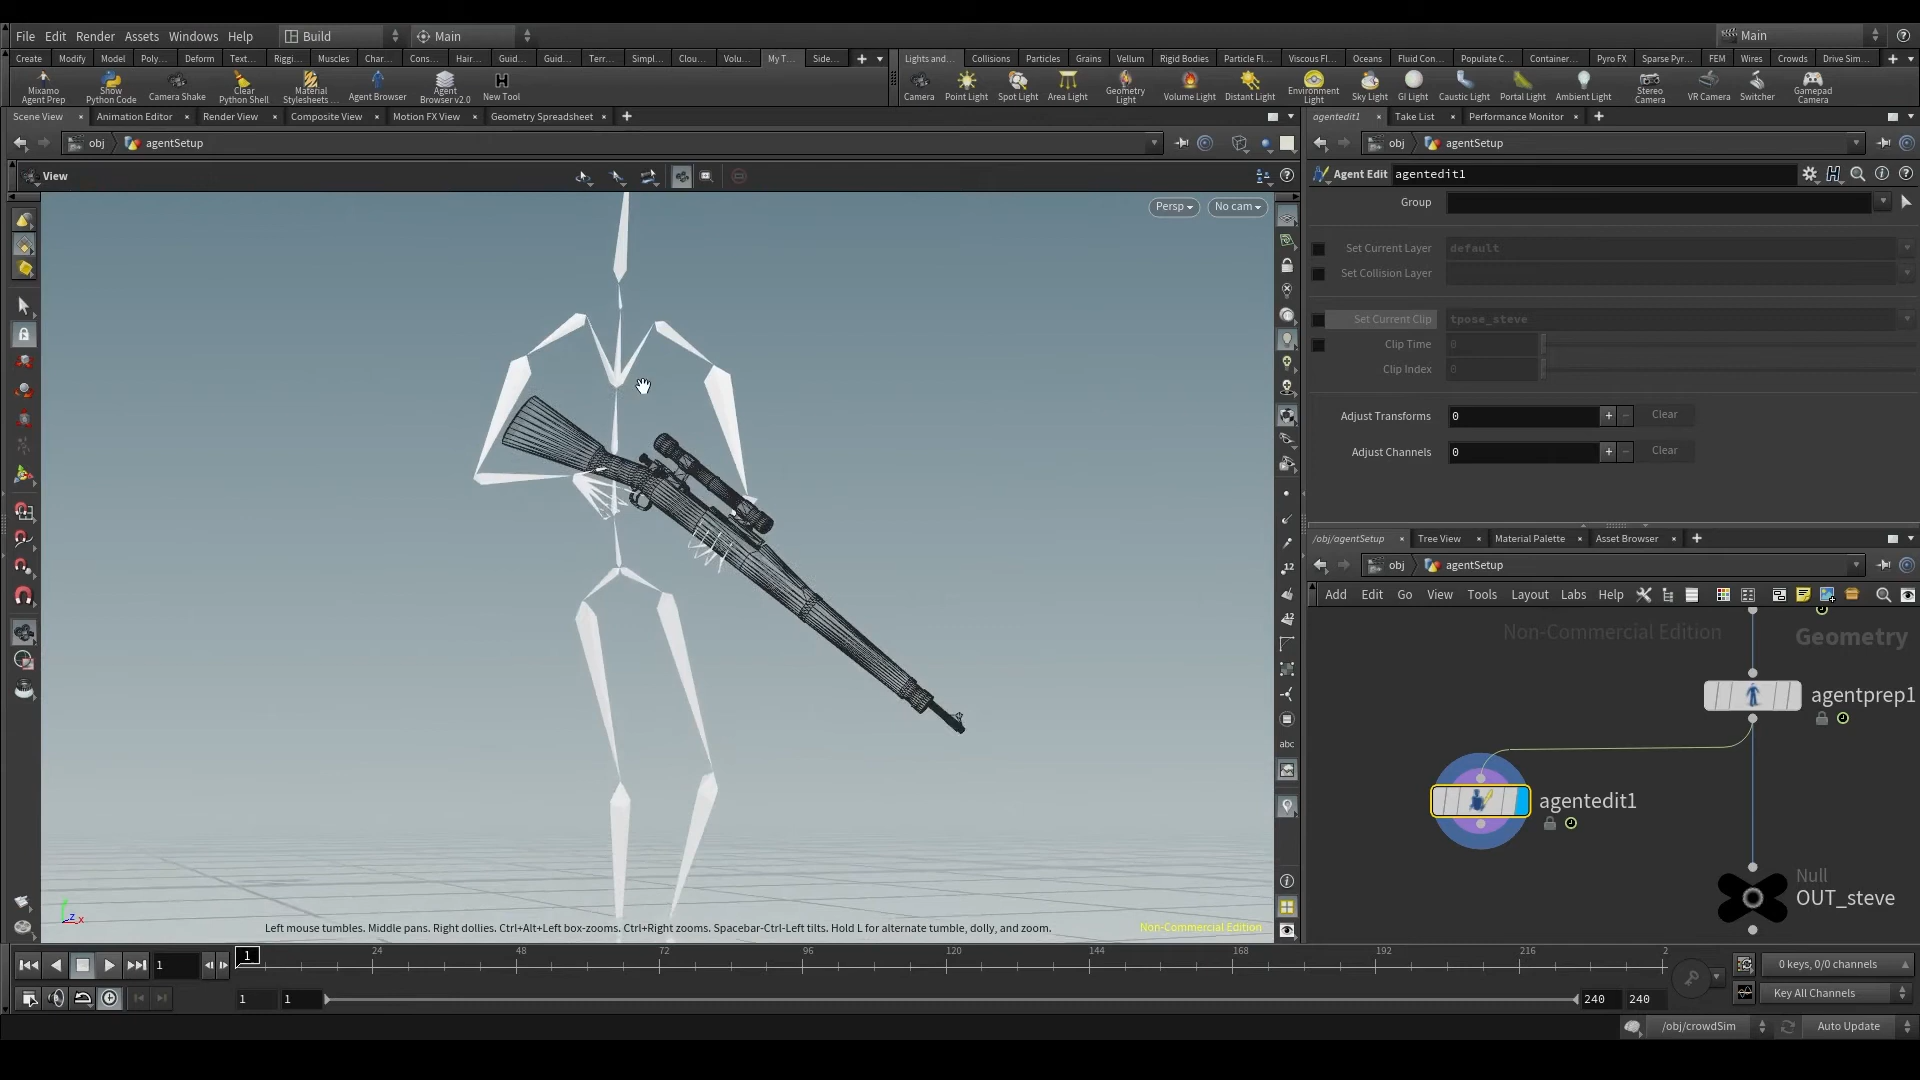 File Edit Render Assets Windows Help Build Main Main
Create Modify Model Poly... Deform Text... Riggi... Muscles Char... Cons... Hair... Guid... Guid... Terr... Simpl... Clou... Volu... My T... Side... Lights and... Collisions Particles Grains Vellum Rigid Bodies Particle Fl... Viscous Fl... Oceans Fluid Con... Populate C... Container... Pyro FX Sparse Pyr... FEM Wires Crowds Drive Sim...
Mixamo Agent Prep
Show Python Code
Camera Shake
Clear Python Shell
Material Stylesheets ...
Agent Browser
Agent Browser v2.0
New Tool
Camera
Point Light
Spot Light
Area Light
Geometry Light
Volume Light
Distant Light
Environment Light
Sky Light
GI Light
Caustic Light
Portal Light
Ambient Light
Stereo Camera
VR Camera
Switcher
Gamepad Camera
Scene View Animation Editor Render View Composite View Motion FX View Geometry Spreadsheet
agentedit1 Take List Performance Monitor
obj agentSetup
obj agentSetup
View
Agent Edit agentedit1
Persp No cam
Group
Set Current Layer default
Set Collision Layer
Set Current Clip tpose_steve
Clip Time 0
Clip Index 0
Adjust Transforms 0 Clear
Adjust Channels 0 Clear
/obj/agentSetup Tree View Material Palette Asset Browser
obj agentSetup
Add Edit Go View Tools Layout Labs Help
Non-Commercial Edition Geometry
agentprep1
agentedit1
Null
OUT_steve
12
12
abc
z x
Left mouse tumbles. Middle pans. Right dollies. Ctrl+Alt+Left box-zooms. Ctrl+Right zooms. Spacebar-Ctrl-Left tilts. Hold L for alternate tumble, dolly, and zoom.
Non-Commercial Edition
1 1 24 48 72 96 120 144 168 192 216 2
0 keys, 0/0 channels
1 1 240 240
Key All Channels
/obj/crowdSim Auto Update